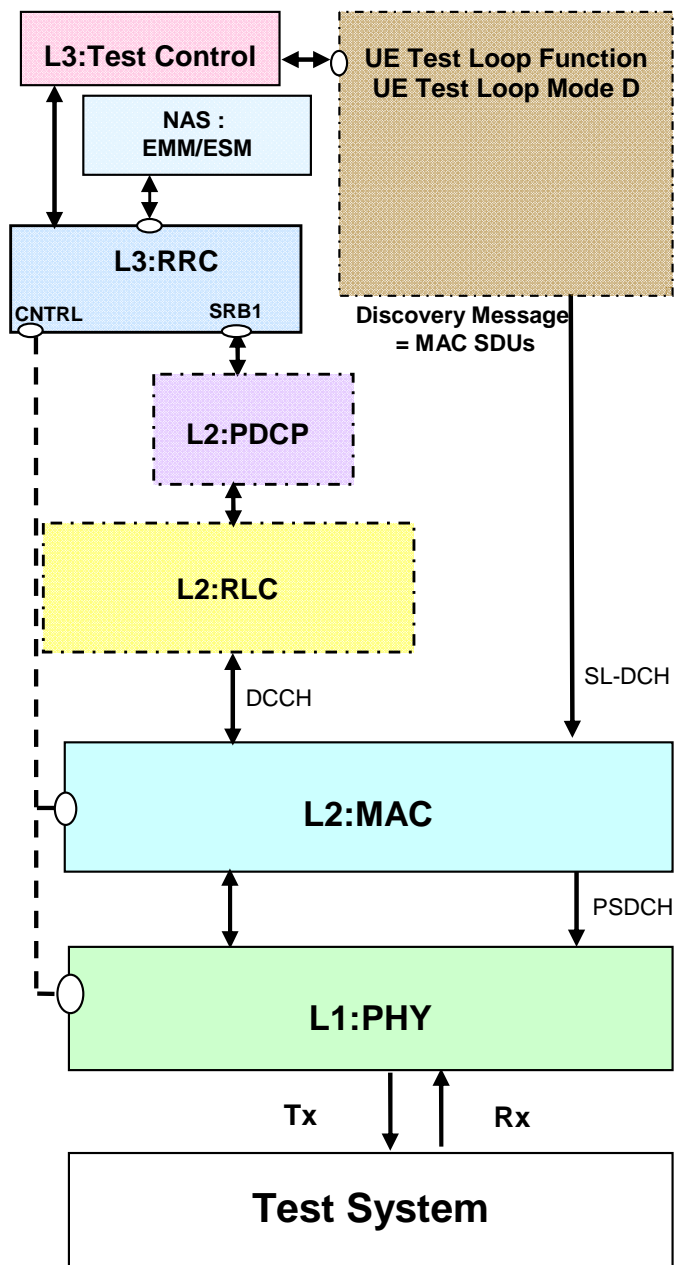 L3:Test Control
UE Test Loop Function
UE Test Loop Mode D
NAS :
EMM/ESM
L3:RRC
CNTRL
SRB1
Discovery Message
= MAC SDUs
L2:PDCP
L2:RLC
DCCH
SL-DCH
L2:MAC
PSDCH
L1:PHY
Tx
Rx
Test System